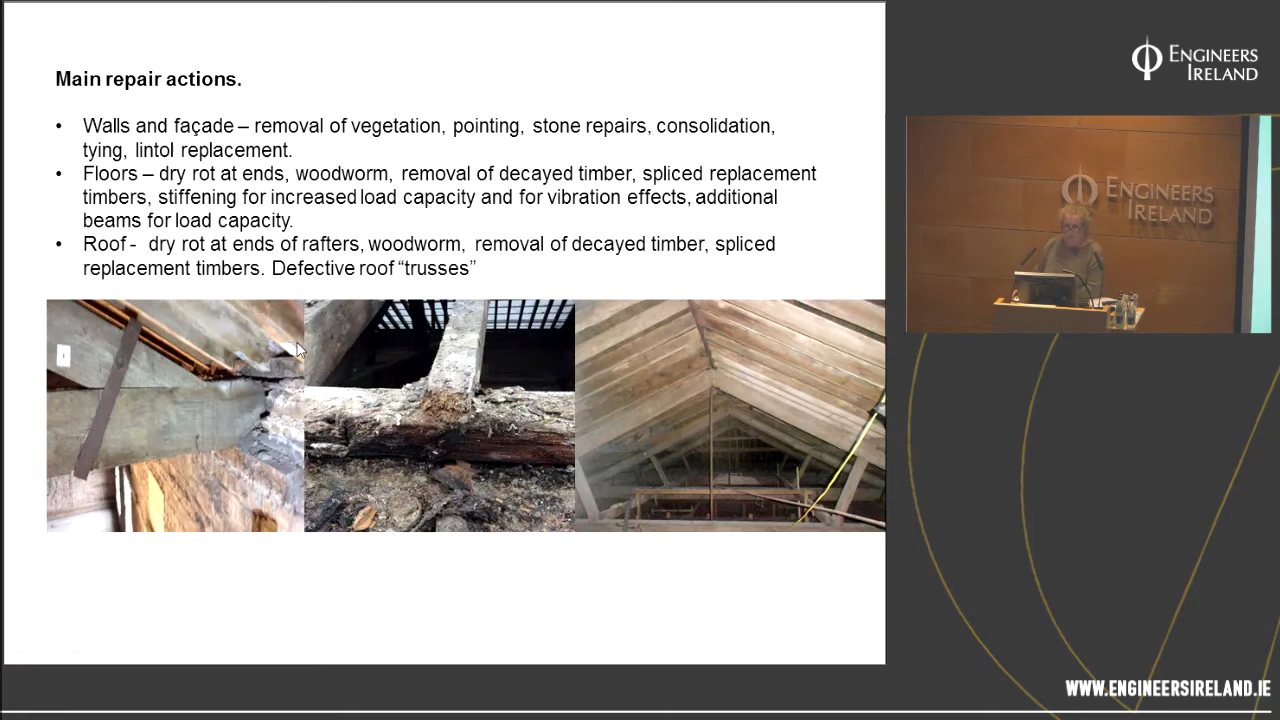 Main repair actions.
• Walls and façade – removal of vegetation, pointing, stone repairs, consolidation,
tying, lintol replacement.
• Floors – dry rot at ends, woodworm, removal of decayed timber, spliced replacement
timbers, stiffening for increased load capacity and for vibration effects, additional
beams for load capacity.
• Roof - dry rot at ends of rafters, woodworm, removal of decayed timber, spliced
replacement timbers. Defective roof “trusses”
ENGINEERS
IRELAND
ENGINEERS
IRELAND
WWW.ENGINEERSIRELAND.IE